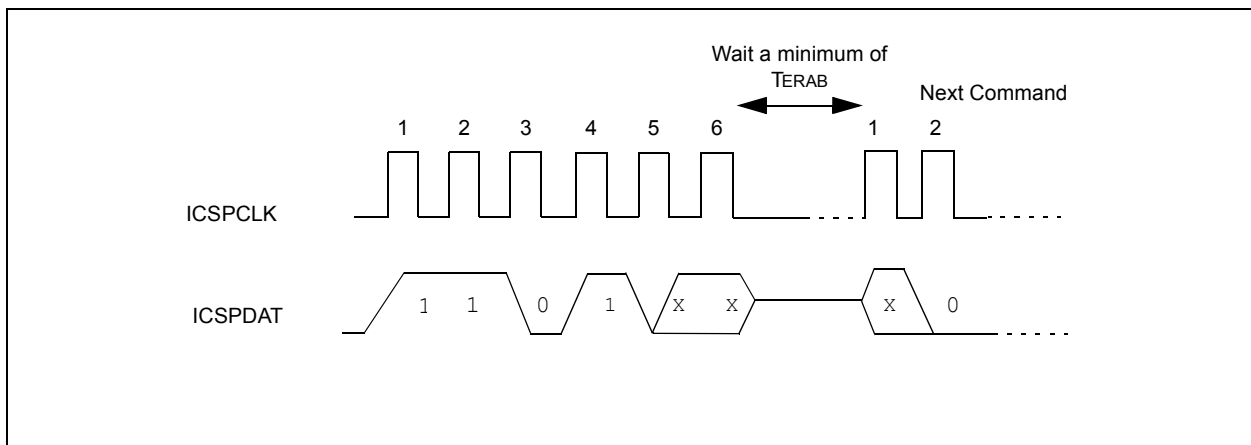 Wait a minimum of
TERAB
Next Command
1 2 3 4 5 6 1 2
ICSPCLK
ICSPDAT
1 1 0 1 x x x 0